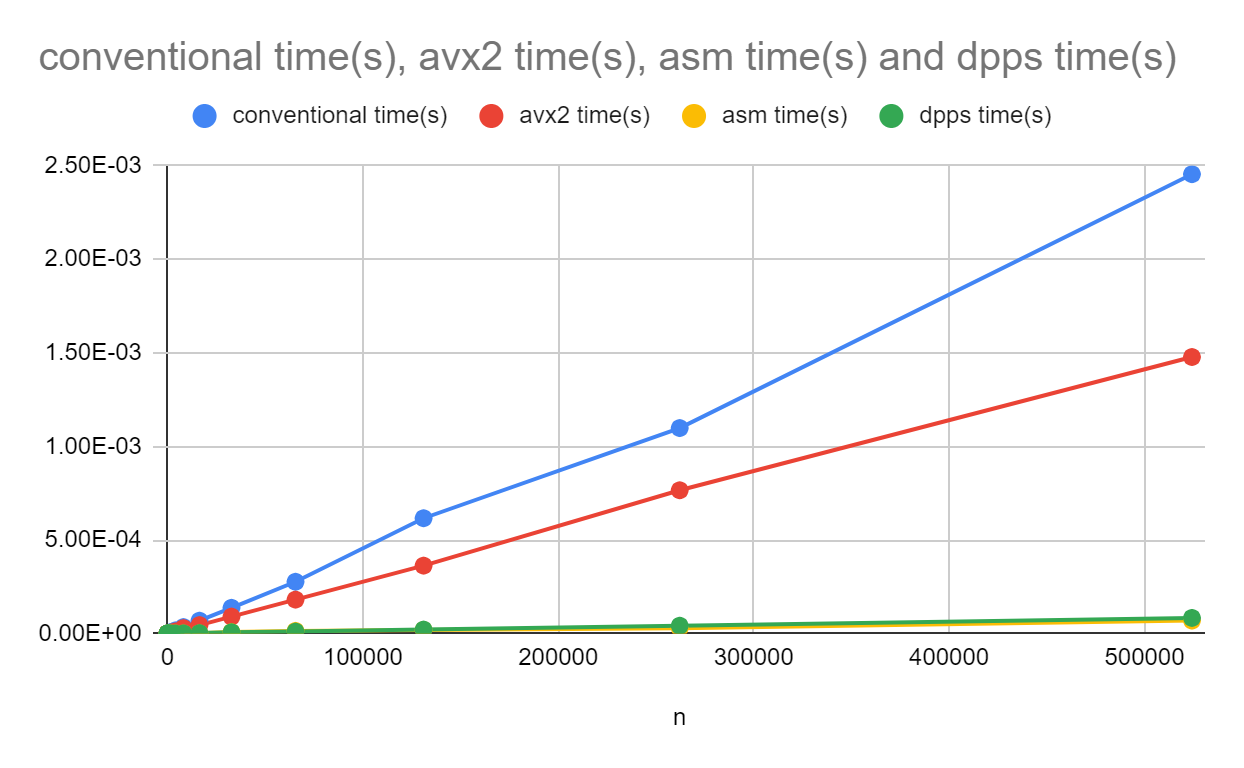 conventional time(s), avx2 time(s), asm time(s) and dpps time(s)
conventional time(s) avx2 time(s) asm time(s) dpps time(s)
2.50E-03
2.00E-03
1.50E-03
1.00E-03
5.00E-04
0.00E+00
0 100000 200000 300000 400000 500000
n